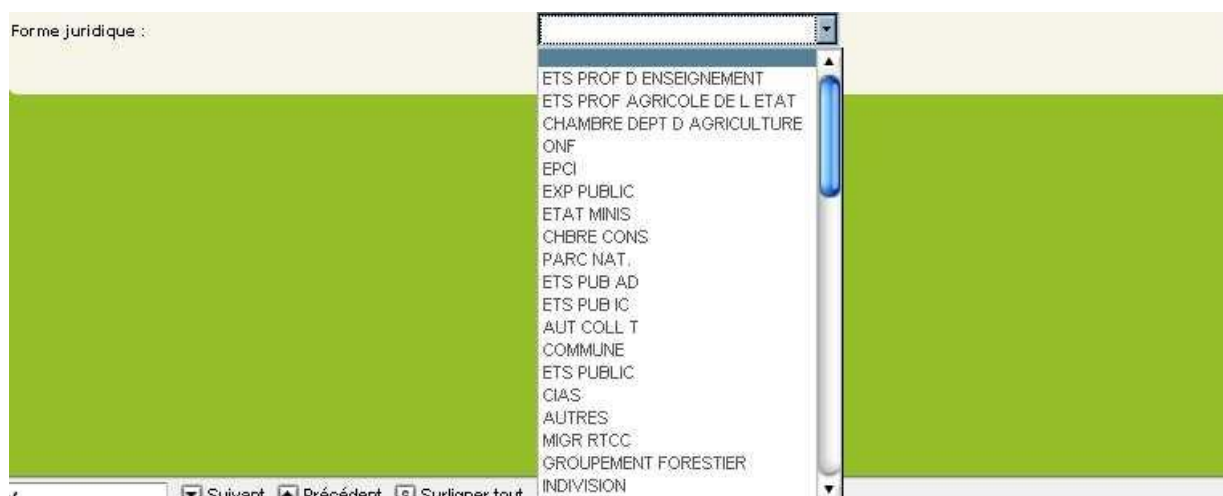 Forme juridique :
ETS PROF D ENSEIGNEMENT
ETS PROF AGRICOLE DE L ETAT
CHAMBRE DEPT D AGRICULTURE
ONF
EPCI
EXP PUBLIC
ETAT MINIS
CHBRE CONS
PARC NAT.
ETS PUB AD
ETS PUB IC
AUT COLL T
COMMUNE
ETS PUBLIC
CIAS
AUTRES
MIGR RTCC
GROUPEMENT FORESTIER
INDIVISION
Suivant Précédent Surligner tout